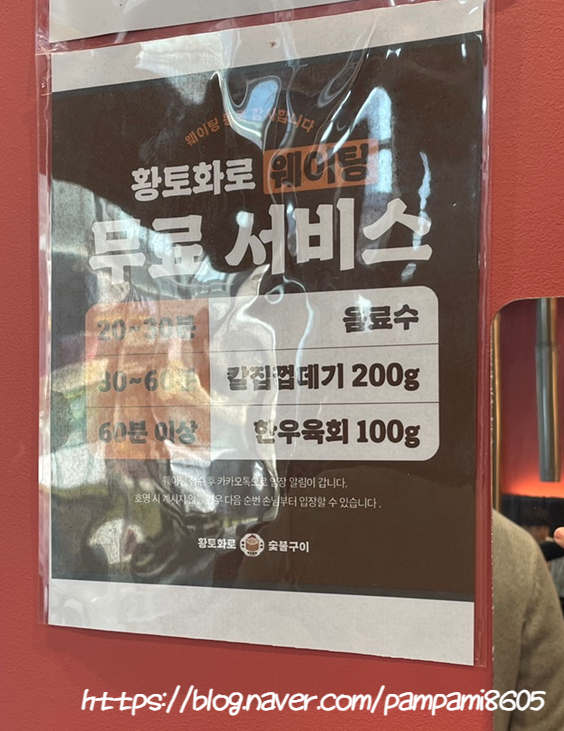 웨이팅 감사합니다
황토화로 웨이팅
무료 서비스
20~30분 음료수
30~60분 칼집껍데기 200g
60분 이상 한우육회 100g
웨이팅 접수 후 카카오톡으로 입장 알림이 갑니다.
호명 시 계시지 않을 경우 다음 순번 손님부터 입장할 수 있습니다.
황토화로 숯불구이
https://blog.naver.com/pampami8605